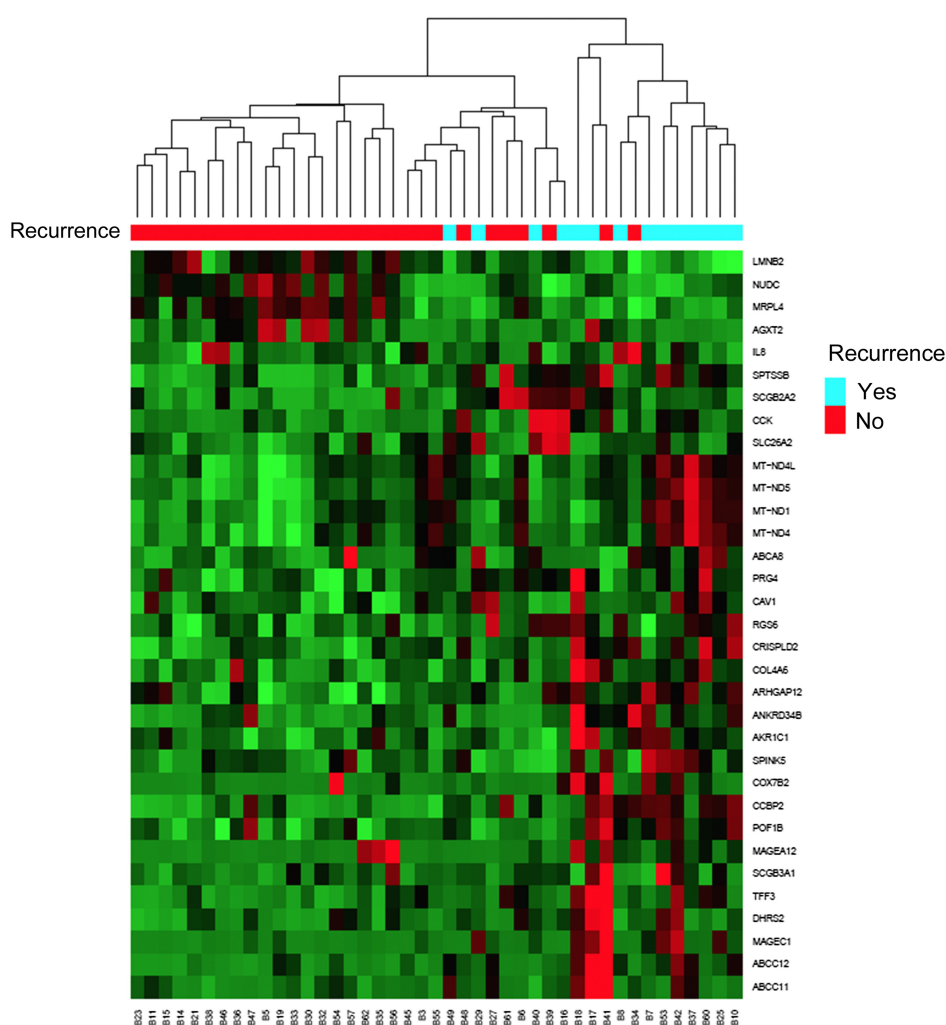 Recurrence
LMNB2
NUDC
MRPL4
AGXT2
IL8
SPTSSB
SCGB2A2
CCK
SLC26A2
MT-ND4L
MT-ND5
MT-ND1
MT-ND4
ABCA8
PRG4
CAV1
RGS6
CRISPLD2
COL4A6
ARHGAP12
ANKRD34B
AKR1C1
SPINK5
COX7B2
CCBP2
POF1B
MAGEA12
SCGB3A1
TFF3
DHRS2
MAGEC1
ABCC12
ABCC11
Recurrence
Yes
No
B23 B11 B15 B14 B21 B38 B46 B36 B47 B5 B19 B33 B30 B32 B54 B57 B62 B35 B56 B45 B3 B55 B49 B48 B29 B27 B61 B6 B40 B39 B16 B18 B17 B41 B8 B34 B7 B53 B42 B37 B60 B25 B10